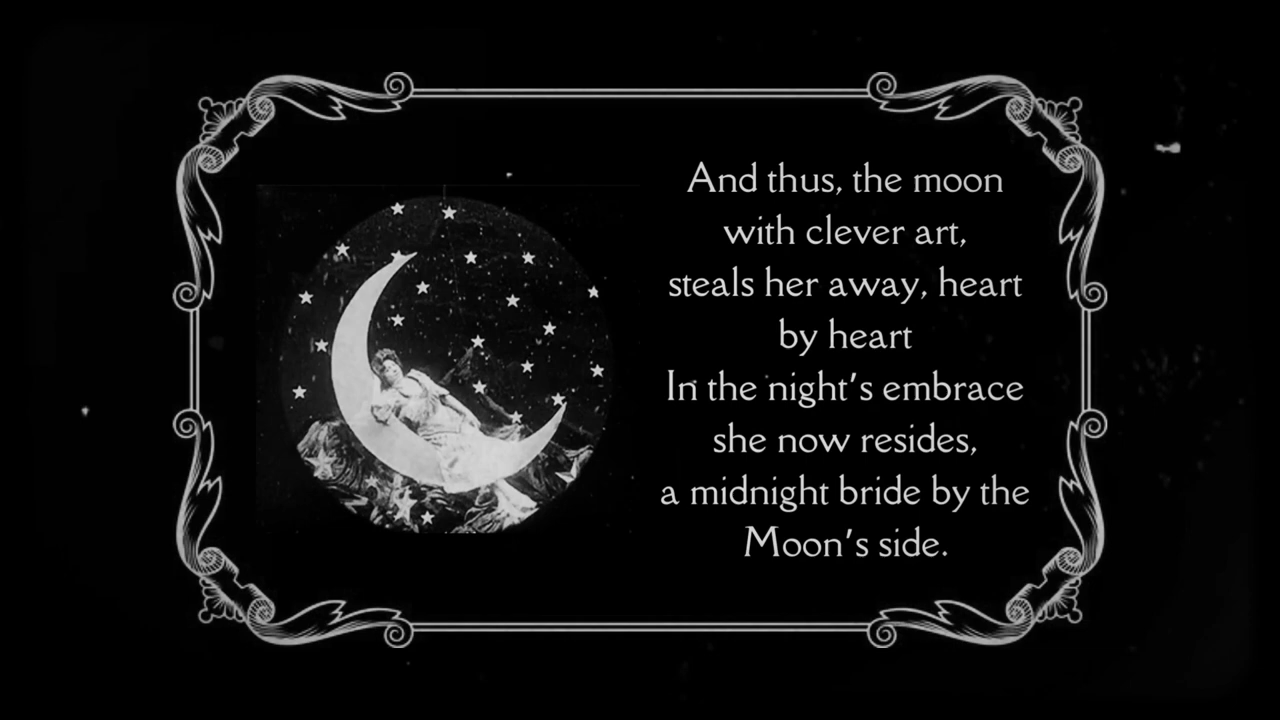 And thus, the moon
with clever art,
steals her away, heart
by heart
In the night's embrace
she now resides,
a midnight bride by the
Moon's side.